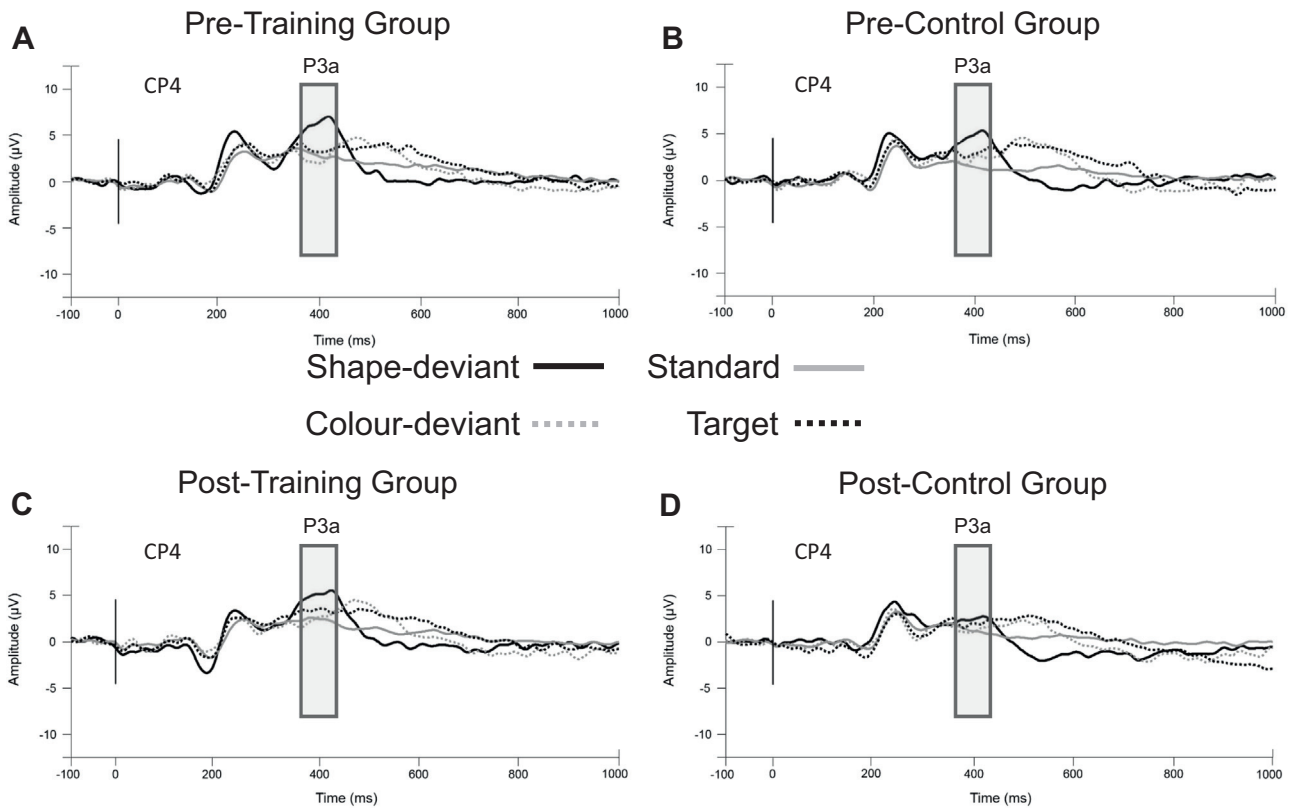 A Pre-Training Group
P3a
CP4
10
5
0
-5
-10
Amplitude (µV)
-100 0 200 400 600 800 1000
Time (ms)
B Pre-Control Group
P3a
CP4
10
5
0
-5
-10
Amplitude (µV)
-100 0 200 400 600 800 1000
Time (ms)
Shape-deviant Standard
Colour-deviant Target
C Post-Training Group
P3a
CP4
10
5
0
-5
-10
Amplitude (µV)
-100 0 200 400 600 800 1000
Time (ms)
D Post-Control Group
P3a
CP4
10
5
0
-5
-10
Amplitude (µV)
-100 0 200 400 600 800 1000
Time (ms)